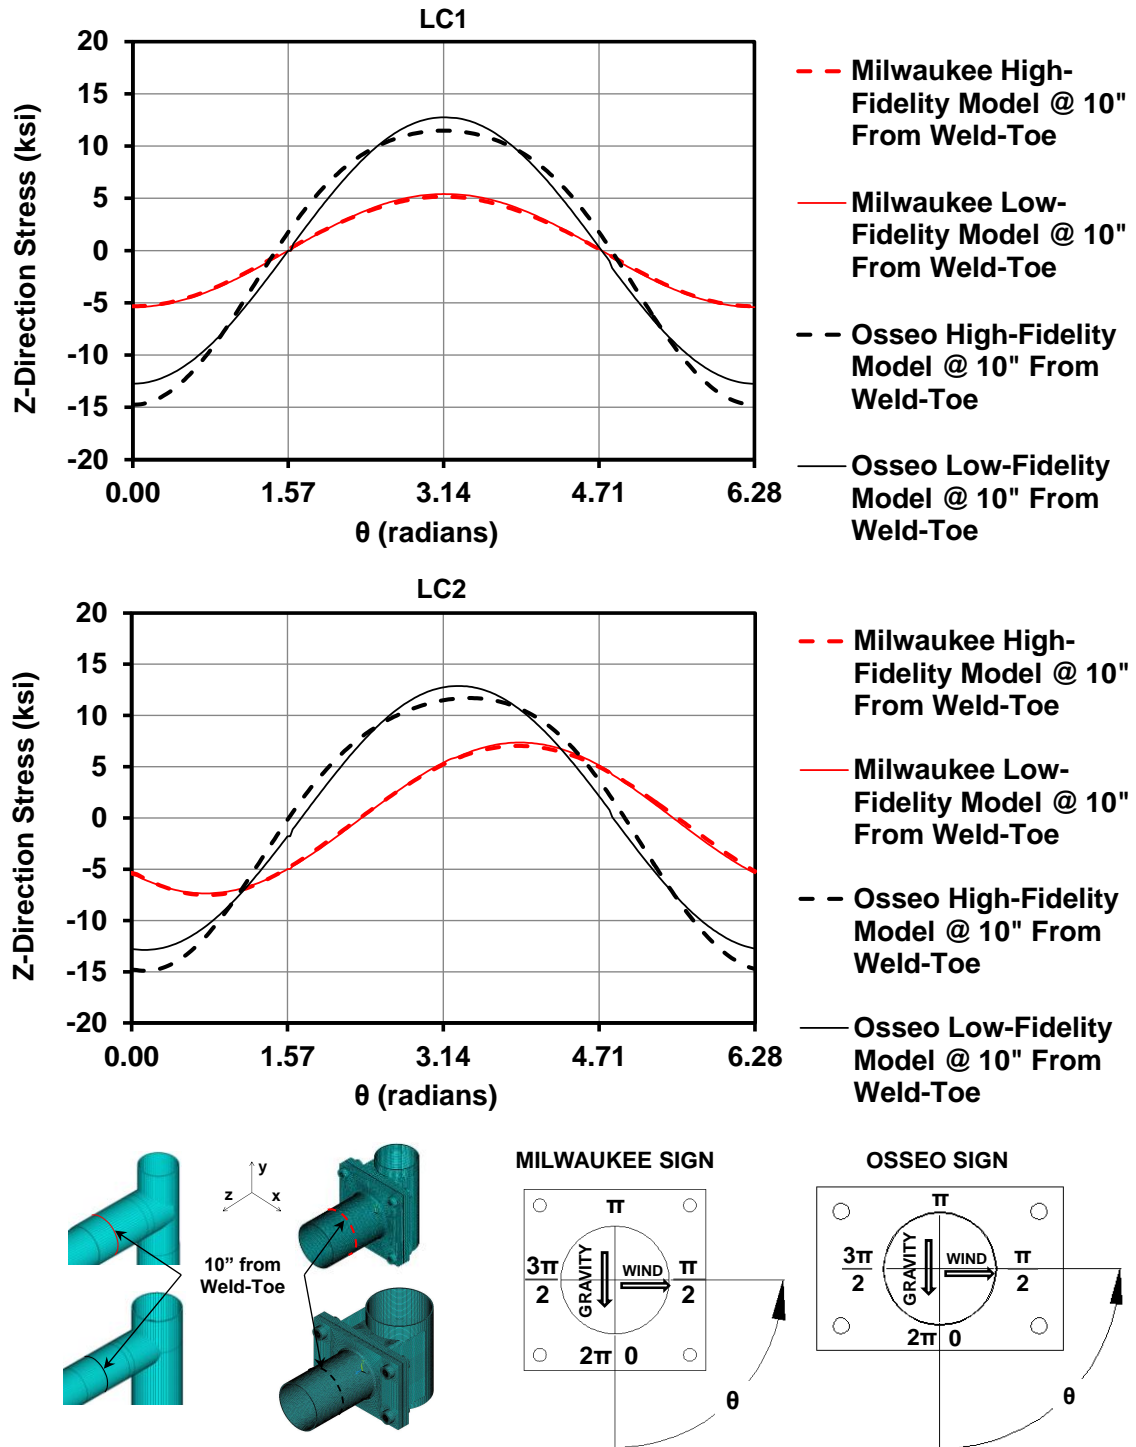 LC1
20
15
10
5
0
-5
-10
-15
-20
Z-Direction Stress (ksi)
0.00 1.57 3.14 4.71 6.28
θ (radians)
Milwaukee High-
Fidelity Model @ 10"
From Weld-Toe
Milwaukee Low-
Fidelity Model @ 10"
From Weld-Toe
Osseo High-Fidelity
Model @ 10" From
Weld-Toe
Osseo Low-Fidelity
Model @ 10" From
Weld-Toe
LC2
20
15
10
5
0
-5
-10
-15
-20
Z-Direction Stress (ksi)
0.00 1.57 3.14 4.71 6.28
θ (radians)
Milwaukee High-
Fidelity Model @ 10"
From Weld-Toe
Milwaukee Low-
Fidelity Model @ 10"
From Weld-Toe
Osseo High-Fidelity
Model @ 10" From
Weld-Toe
Osseo Low-Fidelity
Model @ 10" From
Weld-Toe
y
z x
10” from
Weld-Toe
MILWAUKEE SIGN
π
3π
2
GRAVITY
WIND
π
2
2π 0
θ
OSSEO SIGN
π
3π
2
GRAVITY
WIND
π
2
2π 0
θ